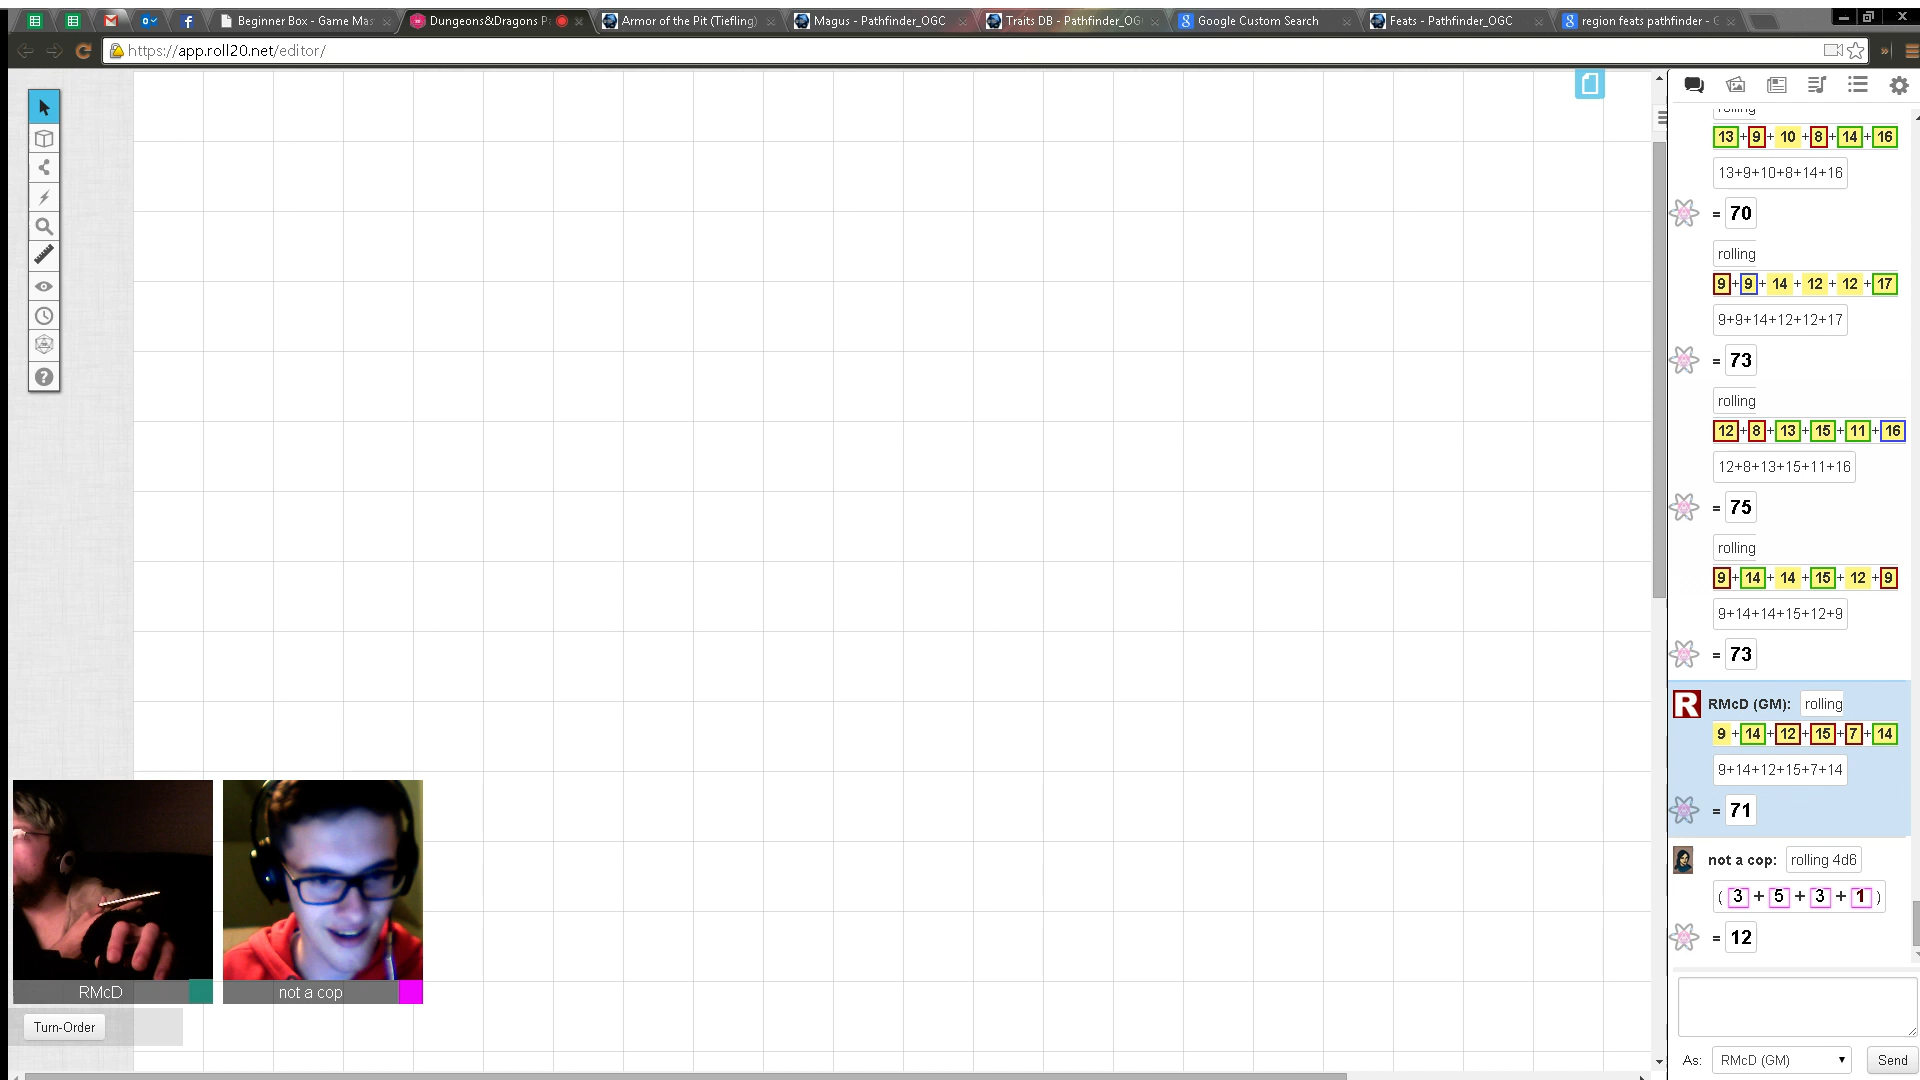 Beginner Box - Game Mas
Dungeons&Dragons Pa
Armor of the Pit (Tiefling)
Magus - Pathfinder_OGC
Traits DB - Pathfinder_OG
Google Custom Search
Feats - Pathfinder_OGC
region feats pathfinder - G
https://app.roll20.net/editor/
rolling
13+9+10+8+14+16
13+9+10+8+14+16
= 70
rolling
9+9+14+12+12+17
9+9+14+12+12+17
= 73
rolling
12+8+13+15+11+16
12+8+13+15+11+16
= 75
rolling
9+14+14+15+12+9
9+14+14+15+12+9
= 73
R RMcD (GM): rolling
9+14+12+15+7+14
9+14+12+15+7+14
= 71
not a cop: rolling 4d6
(3+5+3+1)
= 12
RMcD
not a cop
Turn-Order
As: RMcD (GM) Send